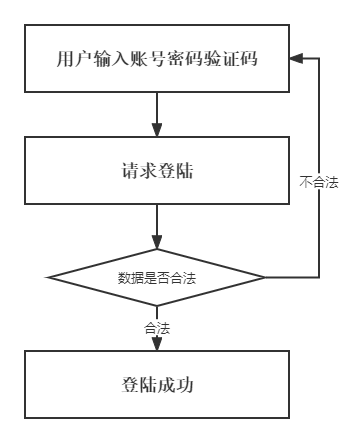 用户输入账号密码验证码
请求登陆
不合法
数据是否合法
合法
登陆成功